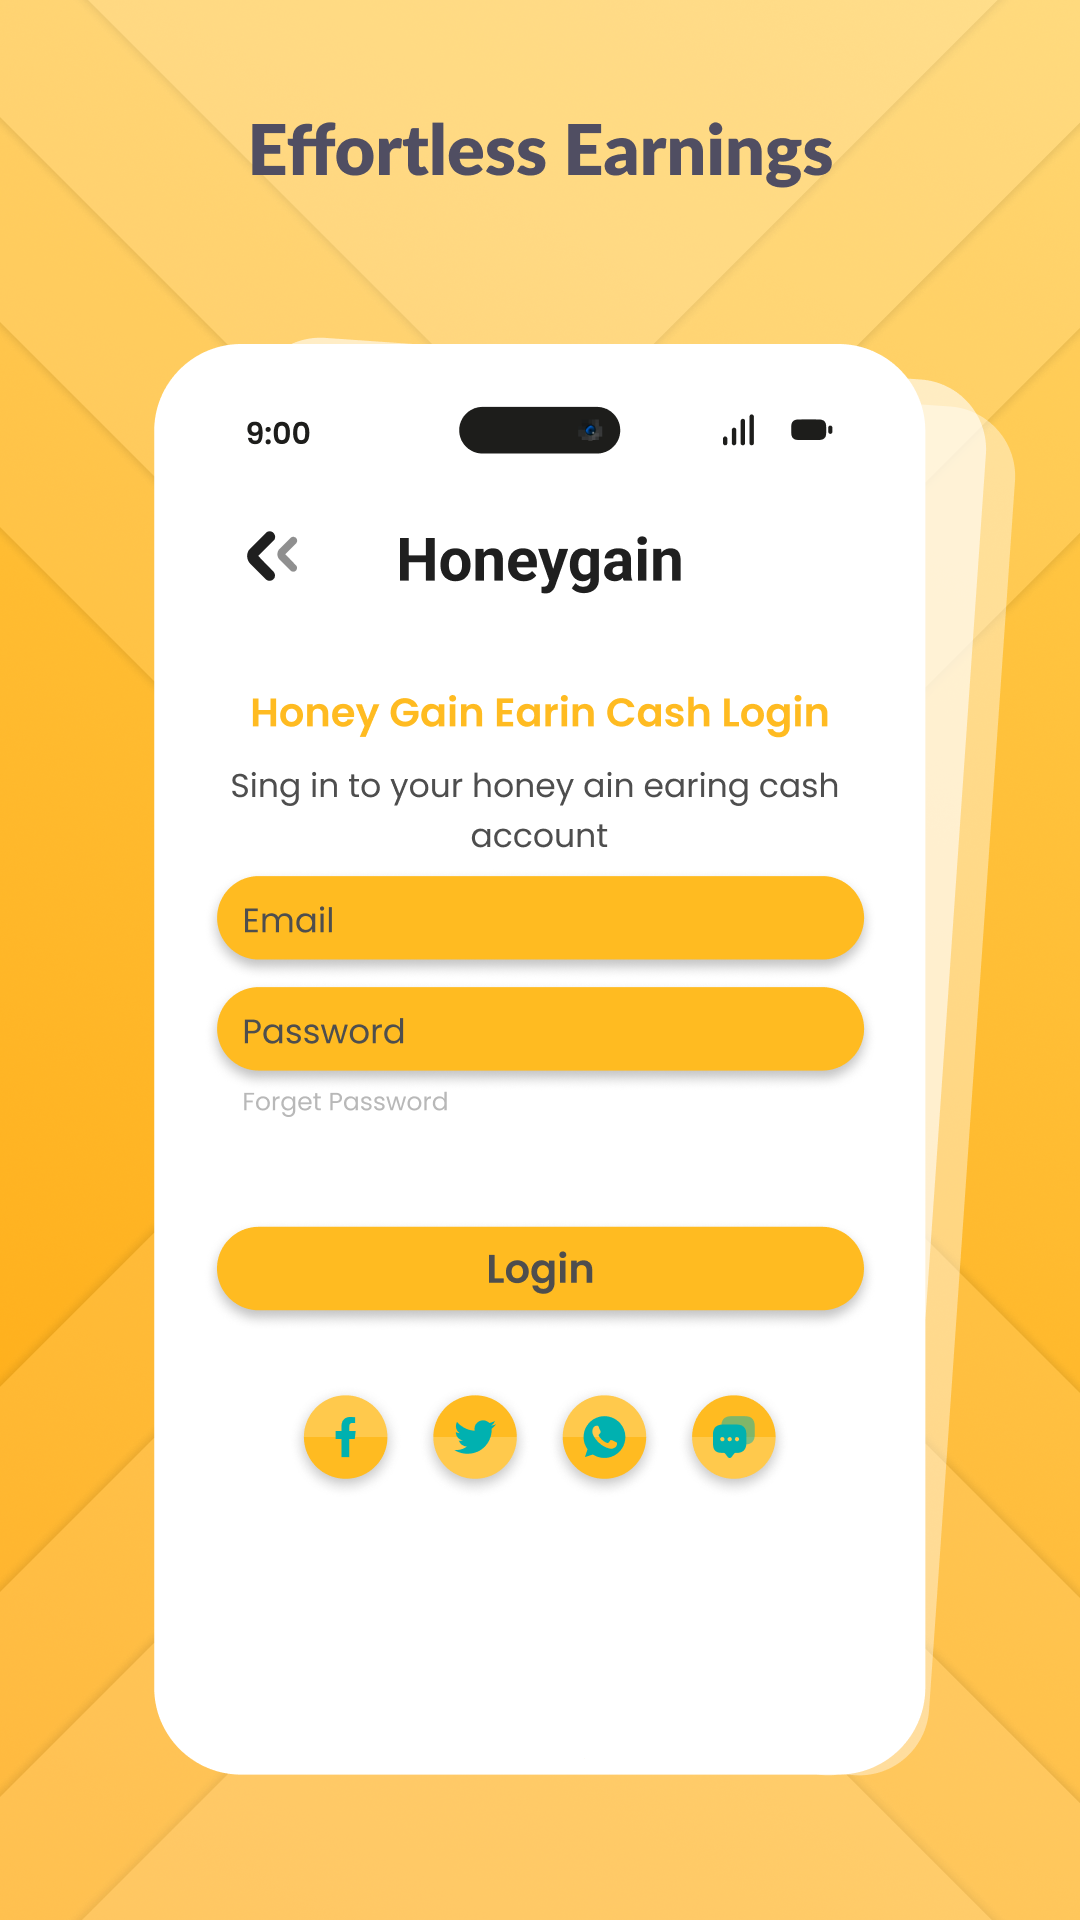 Effortless Earnings
9:00
Honeygain
Honey Gain Earin Cash Login
Sing in to your honey ain earing cash
account
Email
Password
Forget Password
Login